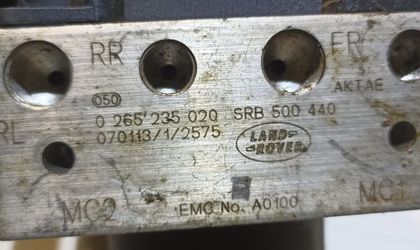 RR FR
AKTAE
050
0 265 235 020 SRB 500 440
RL 070113/1/2575 LAND
ROVER
MC2 EMC No. A0100 MC1